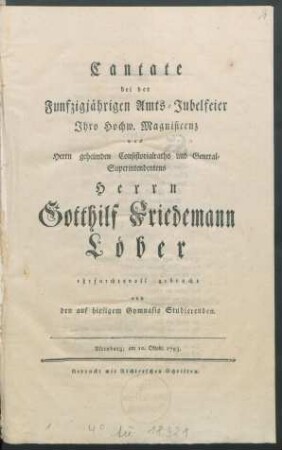 Cantate
bei der
Funfzigjährigen Amts-Jubelfeier
Ihro Hochw. Magnificenz
des
Herrn geheimden Consistorialraths und General-
Superintendentens
Herrn
Gotthilf Friedemann
Löber
ehrfurchtsvoll gebracht
von
den auf hiesigem Gymnasio Studierenden.
Altenburg, am 10. Oktobr. 1793.
Gedruckt mit Richterschen Schriften.